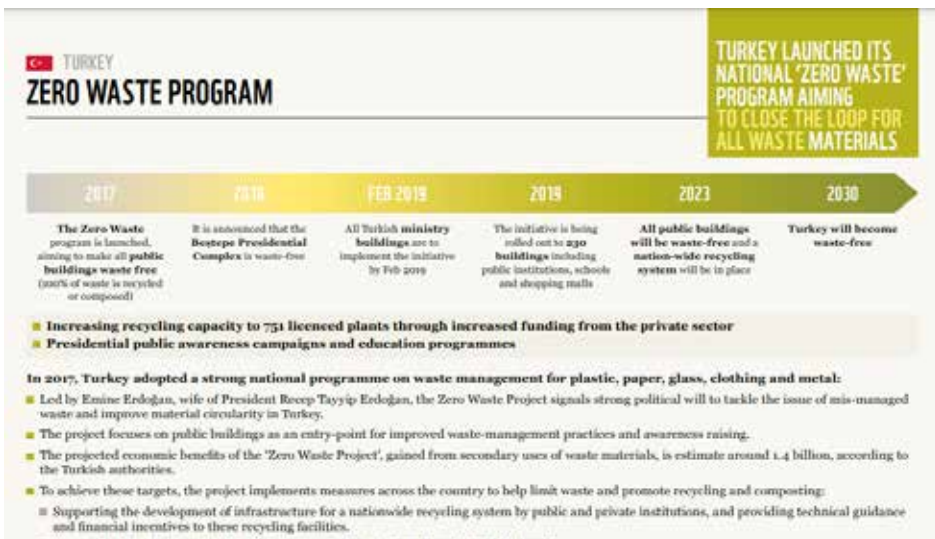 TURKEY
ZERO WASTE PROGRAM
TURKEY LAUNCHED ITS
NATIONAL 'ZERO WASTE'
PROGRAM AIMING
TO CLOSE THE LOOP FOR
ALL WASTE MATERIALS
2017
The Zero Waste
program is launched,
aiming to make all public
buildings waste free
(100% of waste is recycled
or composed)
2018
It is announced that the
Beştepe Presidential
Complex is waste-free
FEB 2019
All Turkish ministry
buildings are to
implement the initiative
by Feb 2019
2019
The initiative is being
rolled out to 230
buildings including
public institutions, schools
and shopping malls
2023
All public buildings
will be waste-free and a
nation-wide recycling
system will be in place
2030
Turkey will become
waste-free
Increasing recycling capacity to 751 licenced plants through increased funding from the private sector
Presidential public awareness campaigns and education programmes
In 2017, Turkey adopted a strong national programme on waste management for plastic, paper, glass, clothing and metal:
Led by Emine Erdoğan, wife of President Recep Tayyip Erdoğan, the Zero Waste Project signals strong political will to tackle the issue of mis-managed
waste and improve material circularity in Turkey.
The project focuses on public buildings as an entry-point for improved waste-management practices and awareness raising.
The projected economic benefits of the 'Zero Waste Project', gained from secondary uses of waste materials, is estimate around 1.4 billion, according to
the Turkish authorities.
To achieve these targets, the project implements measures across the country to help limit waste and promote recycling and composting:
Supporting the development of infrastructure for a nationwide recycling system by public and private institutions, and providing technical guidance
and financial incentives to these recycling facilities.